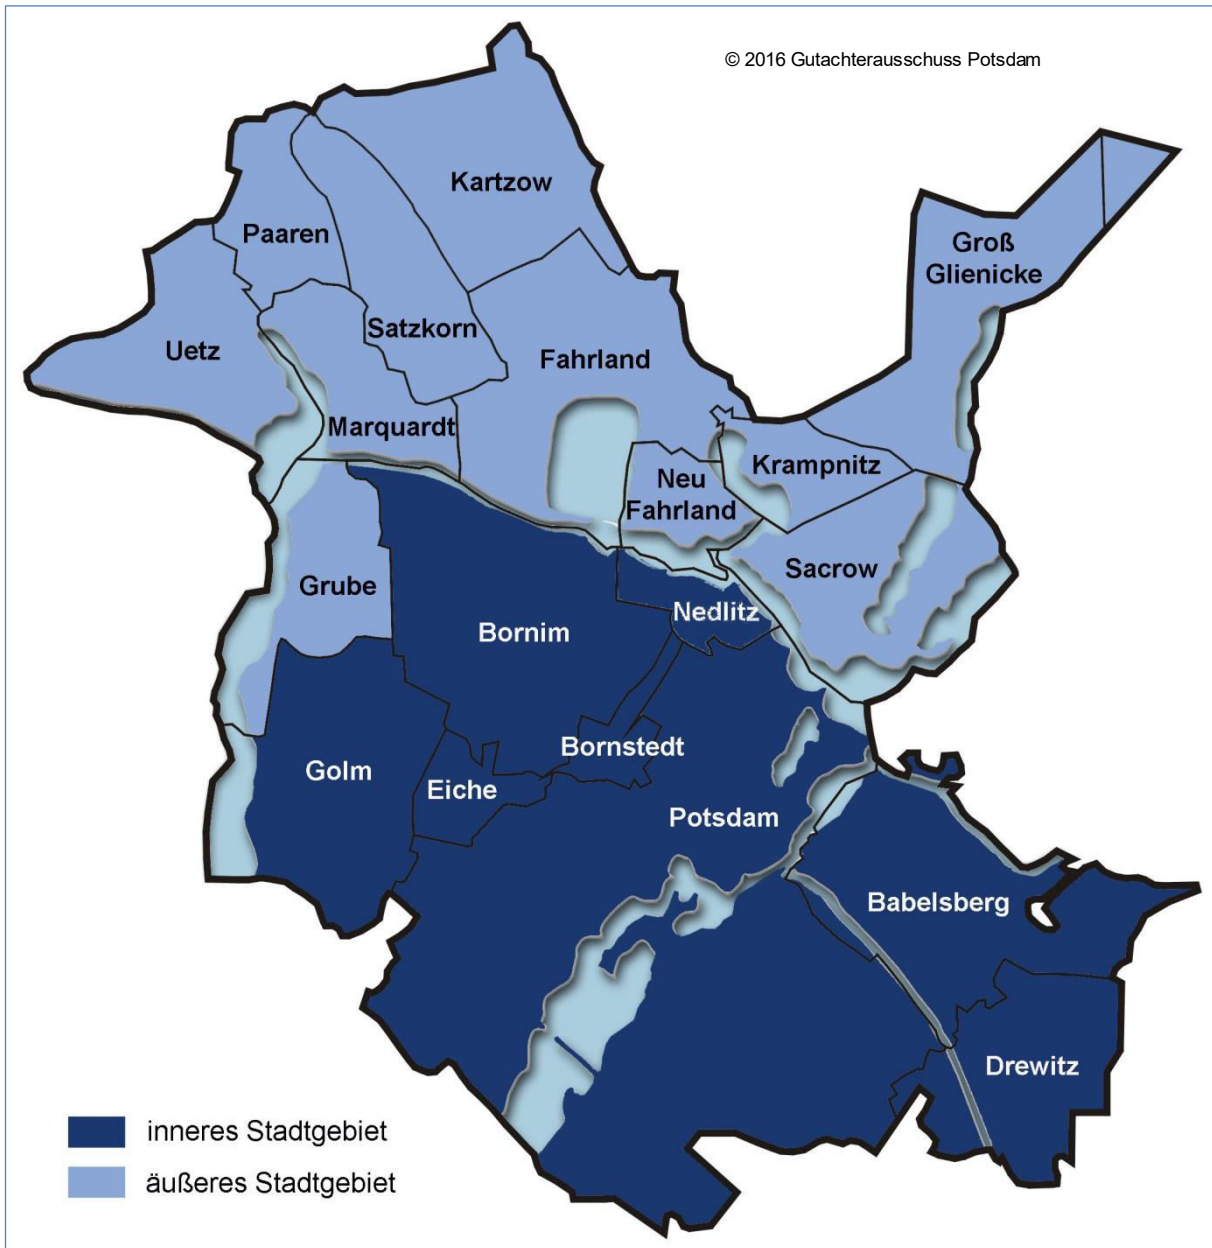 © 2016 Gutachterausschuss Potsdam
Kartzow
Paaren
Groß
Glienicke
Satzkorn
Uetz
Fahrland
Marquardt
Krampnitz
Neu
Fahrland
Sacrow
Grube
Nedlitz
Bornim
Bornstedt
Golm
Eiche
Potsdam
Babelsberg
Drewitz
inneres Stadtgebiet
äußeres Stadtgebiet